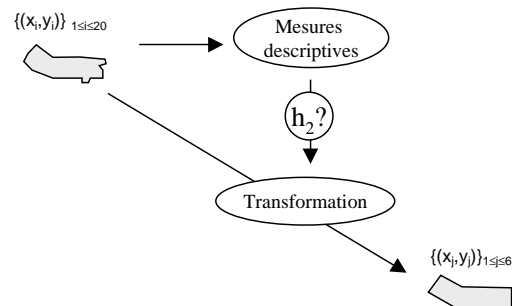 {(xᵢ,yᵢ)} 1≤i≤20
Mesures
descriptives
h₂?
Transformation
{(xⱼ,yⱼ)}1≤j≤6